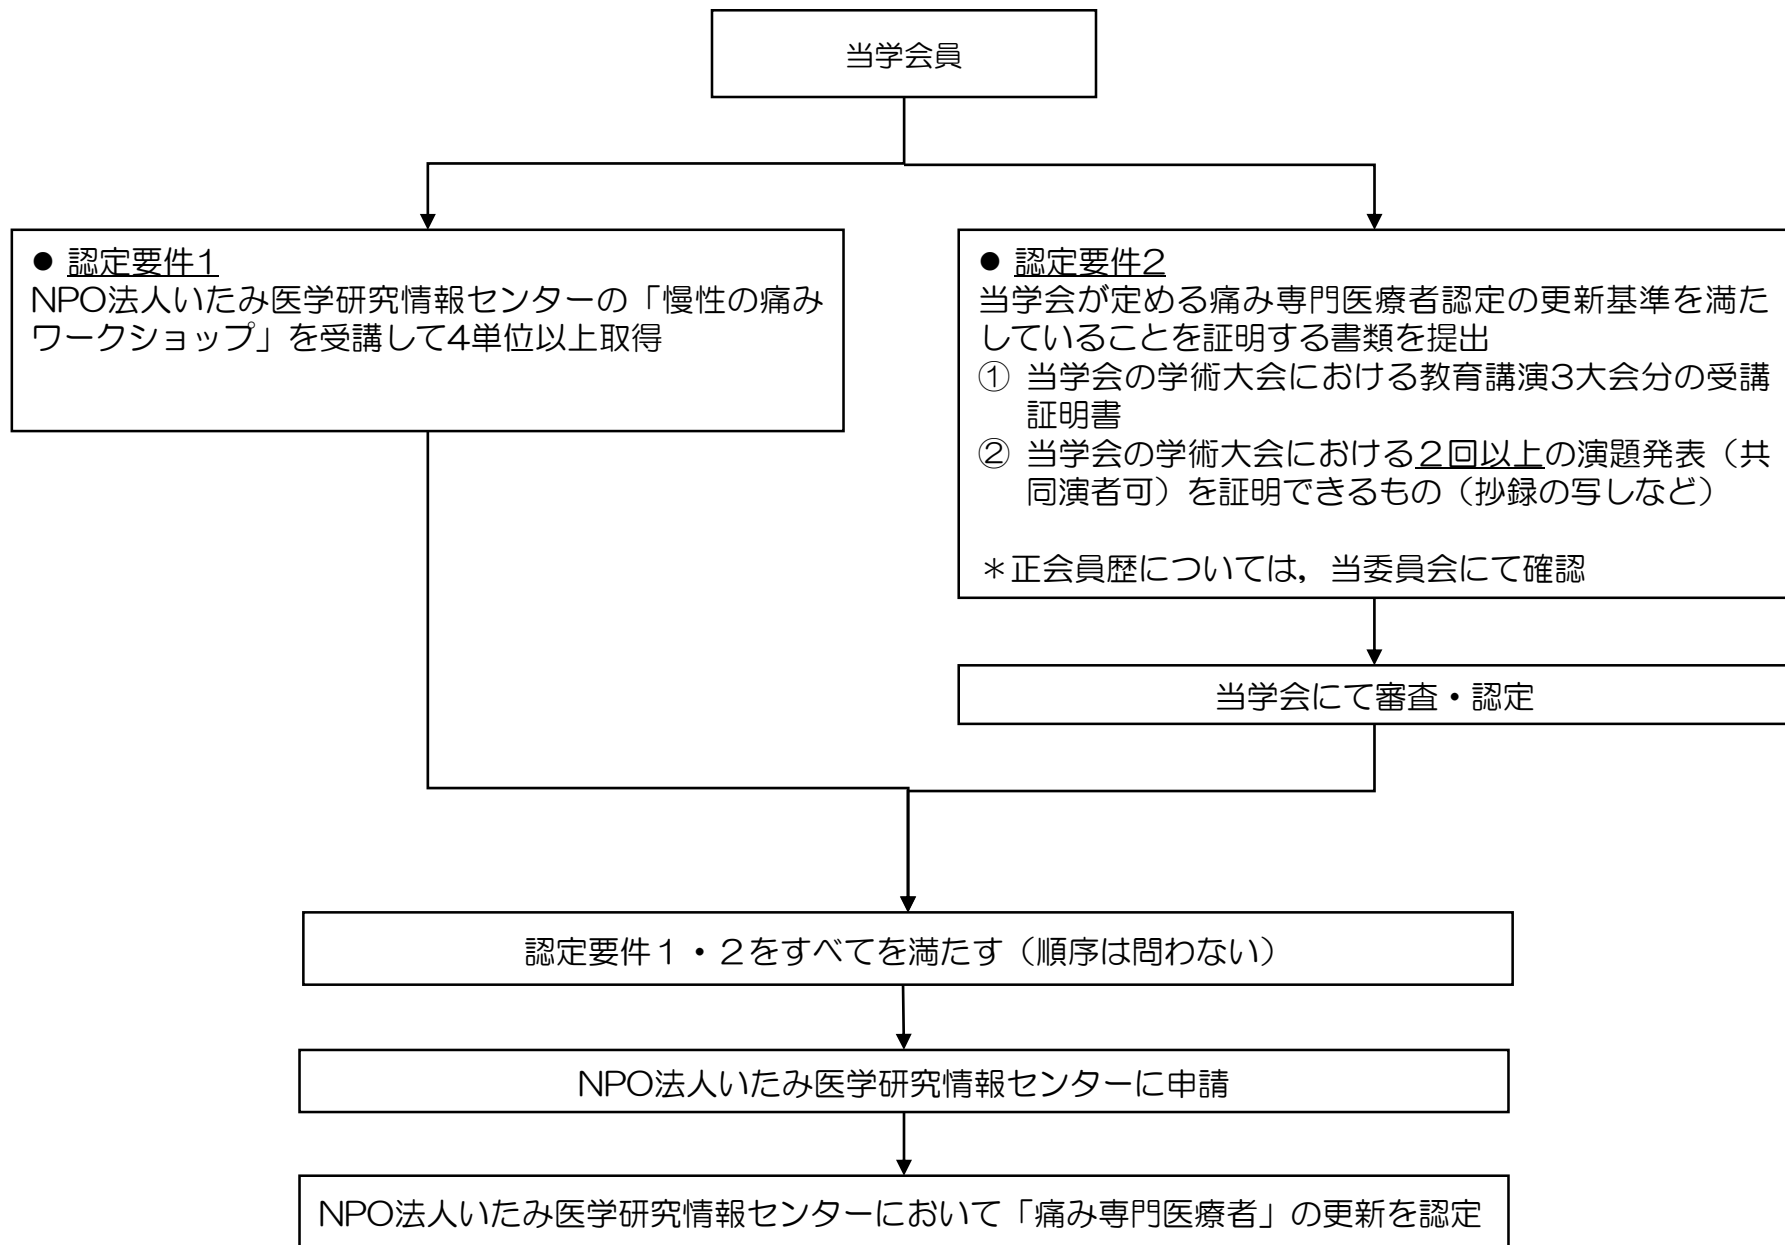 当学会員
● 認定要件1
NPO法人いたみ医学研究情報センターの「慢性の痛み
ワークショップ」を受講して4単位以上取得
● 認定要件2
当学会が定める痛み専門医療者認定の更新基準を満た
していることを証明する書類を提出
① 当学会の学術大会における教育講演3大会分の受講
証明書
② 当学会の学術大会における２回以上の演題発表（共
同演者可）を証明できるもの（抄録の写しなど）
＊正会員歴については，当委員会にて確認
当学会にて審査・認定
認定要件１・２をすべてを満たす（順序は問わない）
NPO法人いたみ医学研究情報センターに申請
NPO法人いたみ医学研究情報センターにおいて「痛み専門医療者」の更新を認定